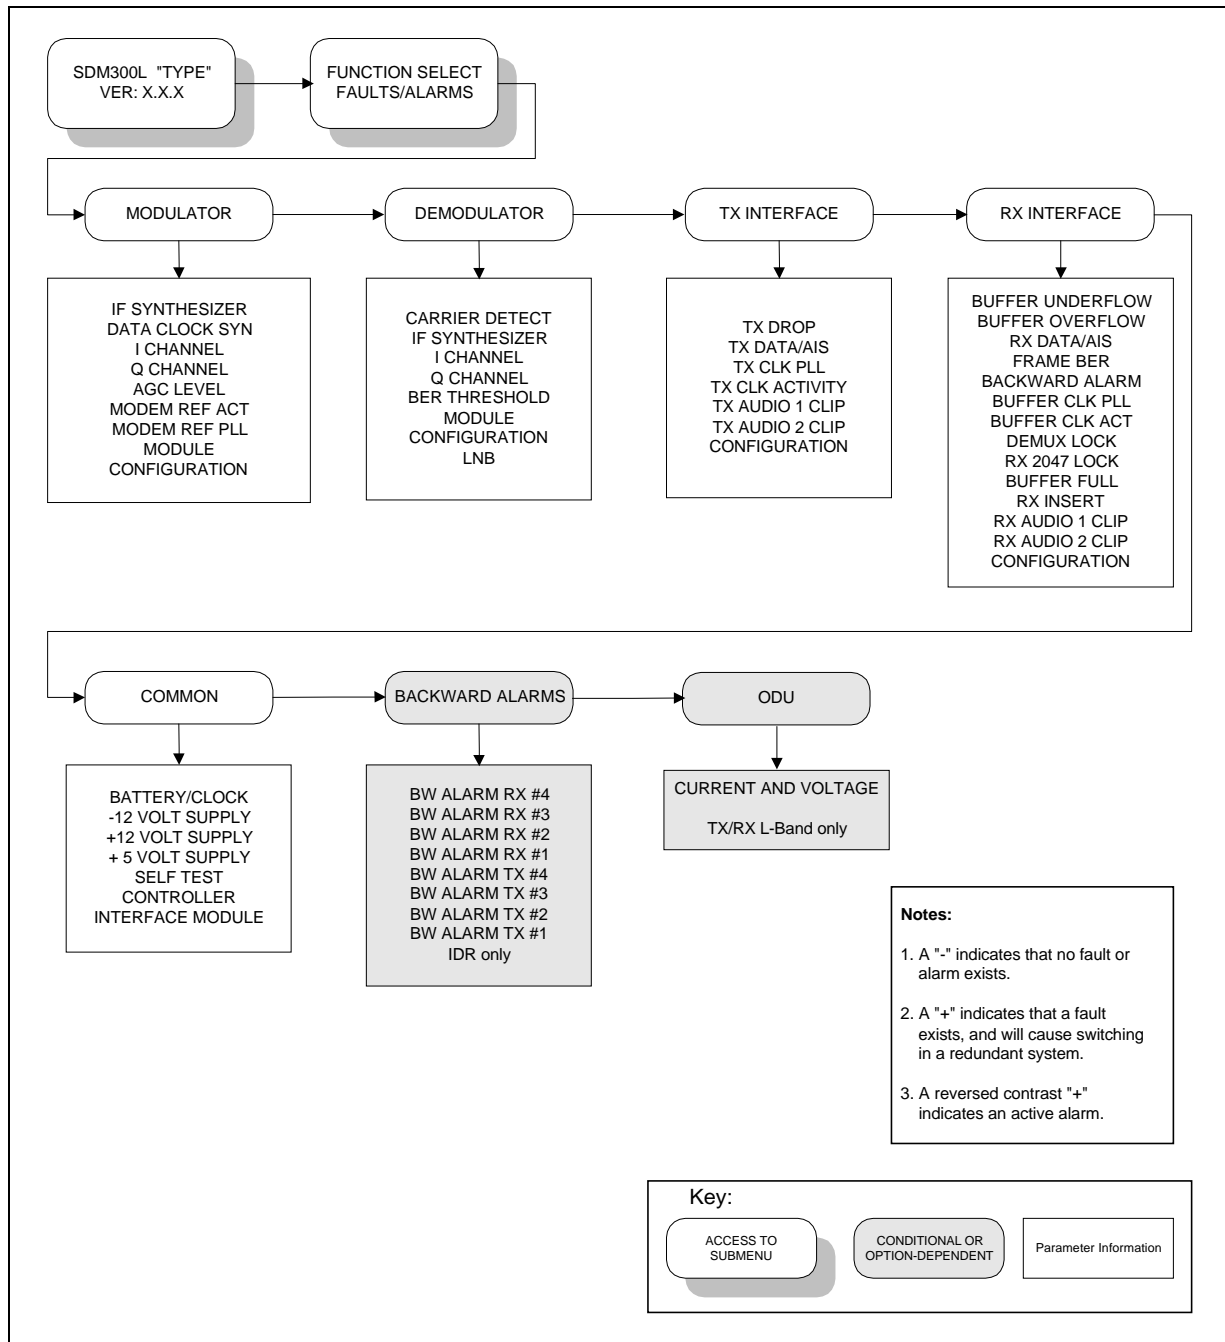 SDM300L "TYPE"
VER: X.X.X
FUNCTION SELECT
FAULTS/ALARMS
MODULATOR
DEMODULATOR
TX INTERFACE
RX INTERFACE
IF SYNTHESIZER
DATA CLOCK SYN
I CHANNEL
Q CHANNEL
AGC LEVEL
MODEM REF ACT
MODEM REF PLL
MODULE
CONFIGURATION
CARRIER DETECT
IF SYNTHESIZER
I CHANNEL
Q CHANNEL
BER THRESHOLD
MODULE
CONFIGURATION
LNB
TX DROP
TX DATA/AIS
TX CLK PLL
TX CLK ACTIVITY
TX AUDIO 1 CLIP
TX AUDIO 2 CLIP
CONFIGURATION
BUFFER UNDERFLOW
BUFFER OVERFLOW
RX DATA/AIS
FRAME BER
BACKWARD ALARM
BUFFER CLK PLL
BUFFER CLK ACT
DEMUX LOCK
RX 2047 LOCK
BUFFER FULL
RX INSERT
RX AUDIO 1 CLIP
RX AUDIO 2 CLIP
CONFIGURATION
COMMON
BACKWARD ALARMS
ODU
BATTERY/CLOCK
-12 VOLT SUPPLY
+12 VOLT SUPPLY
+ 5 VOLT SUPPLY
SELF TEST
CONTROLLER
INTERFACE MODULE
BW ALARM RX #4
BW ALARM RX #3
BW ALARM RX #2
BW ALARM RX #1
BW ALARM TX #4
BW ALARM TX #3
BW ALARM TX #2
BW ALARM TX #1
IDR only
CURRENT AND VOLTAGE
TX/RX L-Band only
Notes:
1. A "-" indicates that no fault or
alarm exists.
2. A "+" indicates that a fault
exists, and will cause switching
in a redundant system.
3. A reversed contrast "+"
indicates an active alarm.
Key:
ACCESS TO
SUBMENU
CONDITIONAL OR
OPTION-DEPENDENT
Parameter Information